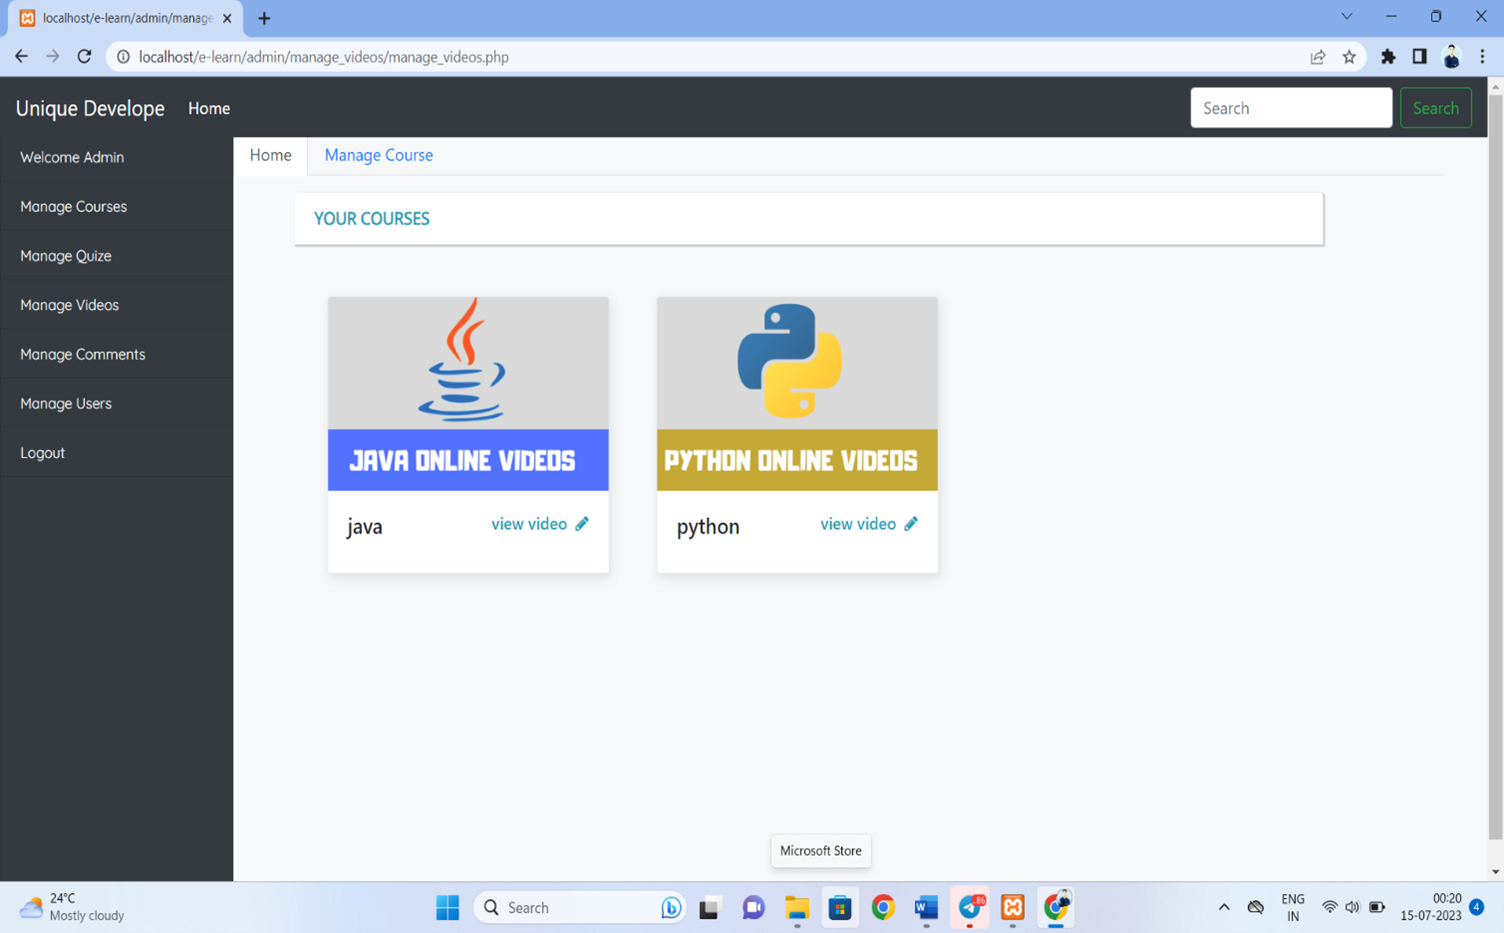 localhost/e-learn/admin/manage
localhost/e-learn/admin/manage_videos/manage_videos.php
Unique Develope Home Search Search
Welcome Admin
Manage Courses
Manage Quize
Manage Videos
Manage Comments
Manage Users
Logout
Home Manage Course
YOUR COURSES
JAVA ONLINE VIDEOS
java view video
PYTHON ONLINE VIDEOS
python view video
Microsoft Store
24°C
Mostly cloudy
Search
86
ENG
IN
00:20
15-07-2023
4